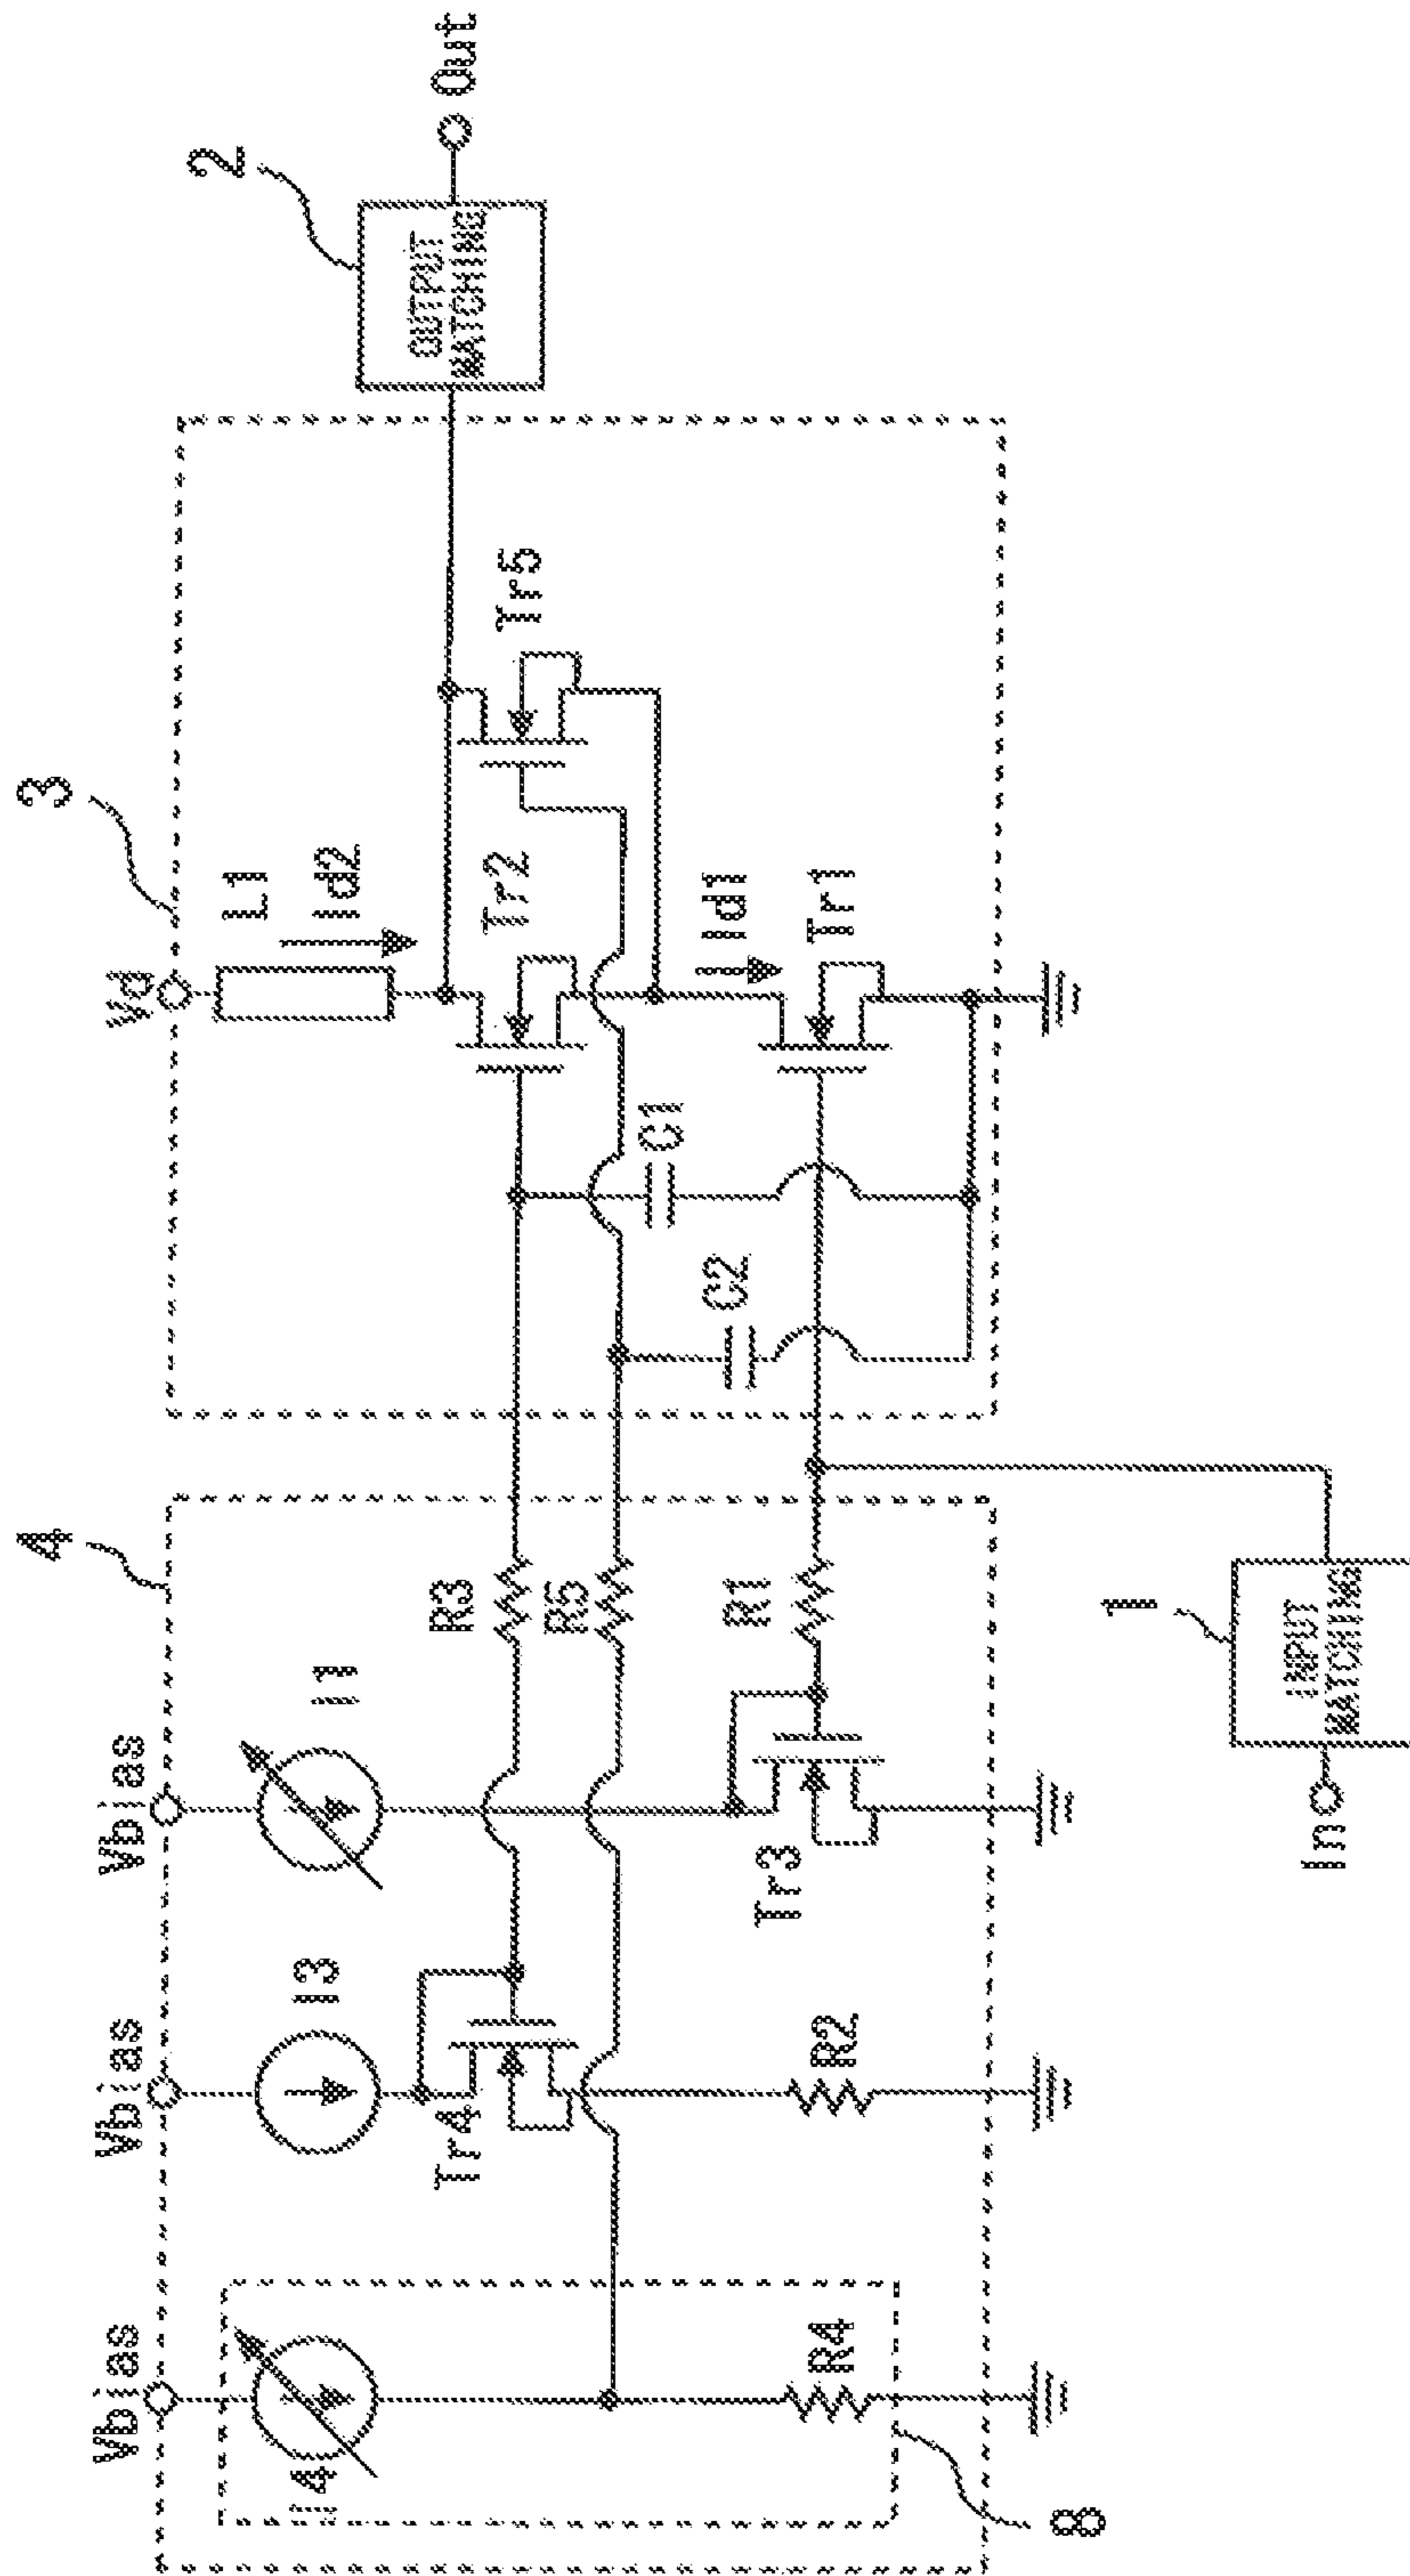 Vbias
Vbias
Vbias
4
3
Vd
2
I4
I3
I1
L1
Id2
Tr4
R3
Tr2
Tr5
OUTPUT
MATCHING
Out
R5
C1
C2
Id1
R4
R2
Tr3
R1
Tr1
8
1
In
INPUT
MATCHING